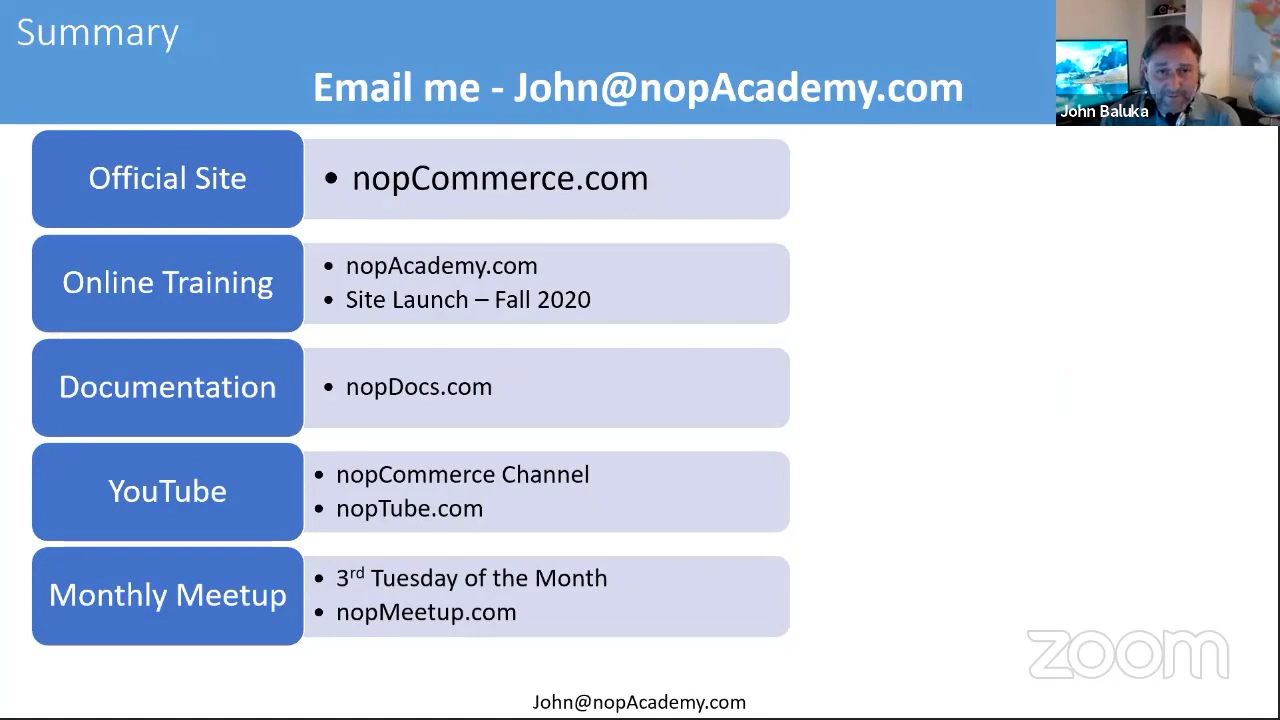 Summary
Email me - John@nopAcademy.com
John Baluka
Official Site
• nopCommerce.com
Online Training
• nopAcademy.com
• Site Launch – Fall 2020
Documentation
• nopDocs.com
YouTube
• nopCommerce Channel
• nopTube.com
Monthly Meetup
• 3rd Tuesday of the Month
• nopMeetup.com
zoom
John@nopAcademy.com